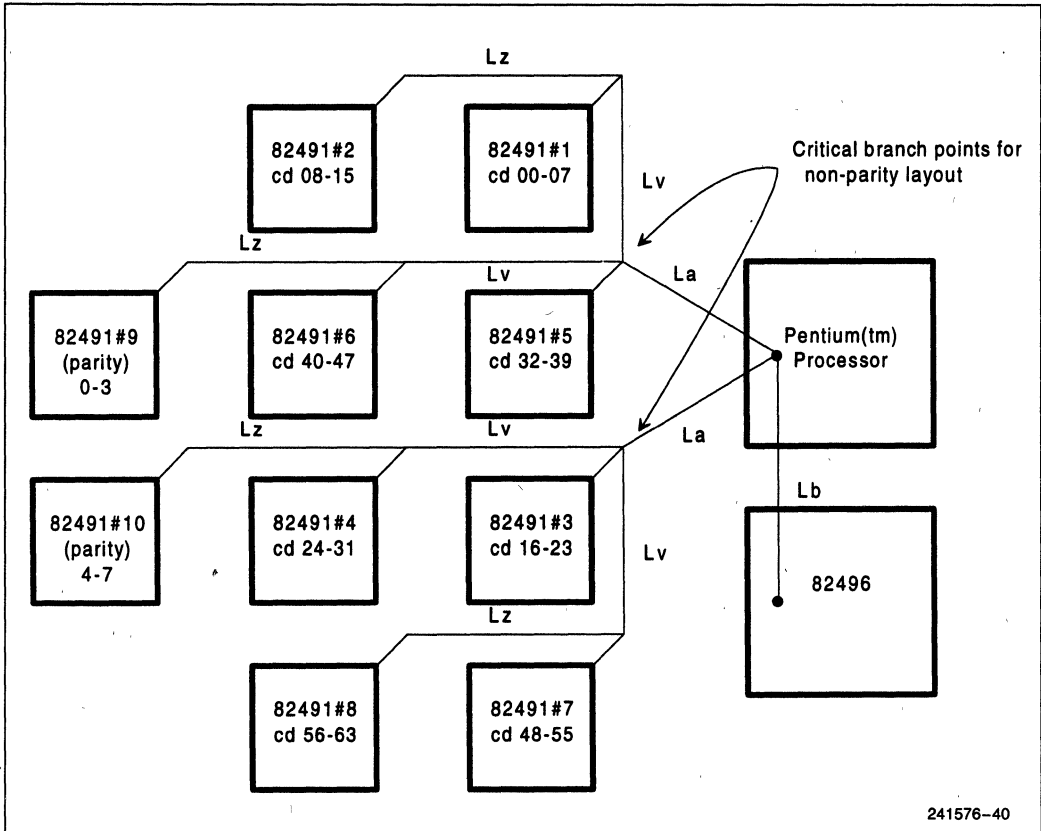 Lz
82491#2
cd 08-15
82491#1
cd 00-07
Critical branch points for
non-parity layout
Lv
Lz
Lv
La
82491#9
(parity)
0-3
82491#6
cd 40-47
82491#5
cd 32-39
Pentium(tm)
Processor
Lz
Lv
La
82491#10
(parity)
4-7
82491#4
cd 24-31
82491#3
cd 16-23
Lb
Lv
82496
Lz
82491#8
cd 56-63
82491#7
cd 48-55
241576-40